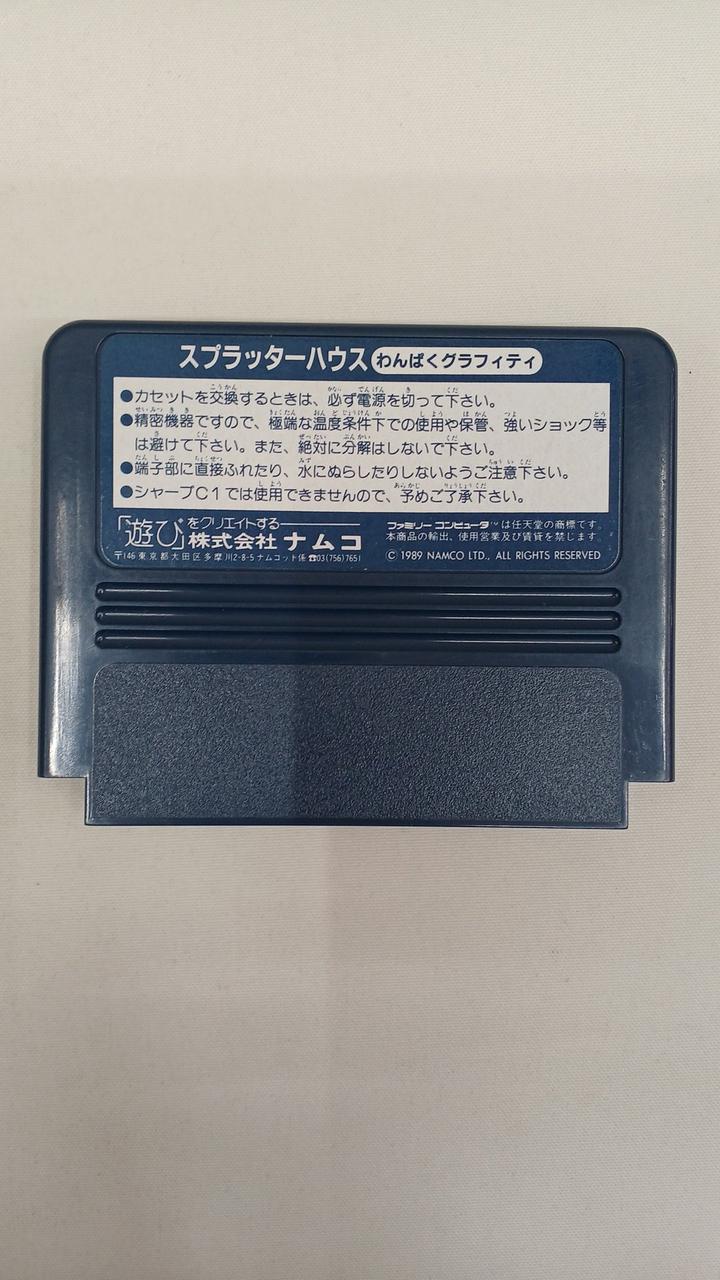 スプラッターハウス わんぱくグラフィティ
●カセットを交換するときは、必ず電源を切って下さい。
●精密機器ですので、極端な温度条件下での使用や保管、強いショック等
は避けて下さい。また、絶対に分解はしないで下さい。
●端子部に直接ふれたり、水にぬらしたりしないようご注意下さい。
●シャープC1では使用できませんので、予めご了承下さい。
「遊び」をクリエイトする
株式会社 ナムコ
〒146 東京都大田区多摩川2-8-5 ナムコット係 ☎03(756)7651
ファミリーコンピュータ™は任天堂の商標です。
本商品の輸出、使用営業及び賃貸を禁じます。
© 1989 NAMCO LTD., ALL RIGHTS RESERVED